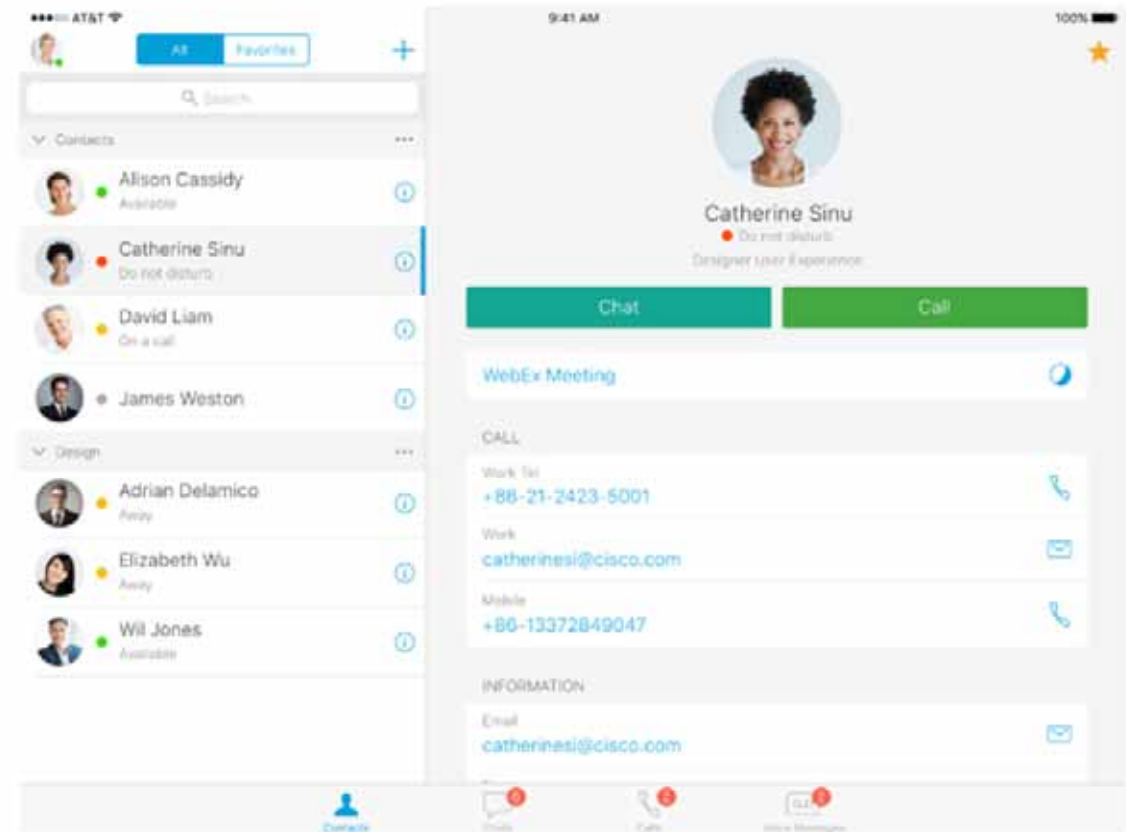 AT&T
9:41 AM
100%
All
Favorites
Search
Contacts
Alison Cassidy
Available
Catherine Sinu
Do not disturb
David Liam
On a call
James Weston
Design
Adrian Delamico
Away
Elizabeth Wu
Away
Wil Jones
Available
Catherine Sinu
Do not disturb
Designer User Experience
Chat
Call
WebEx Meeting
CALL
Work Tel
+86-21-2423-5001
Work
catherinesi@cisco.com
Mobile
+86-13372849047
INFORMATION
Email
catherinesi@cisco.com
Contacts
Chats
Calls
Voice Messages